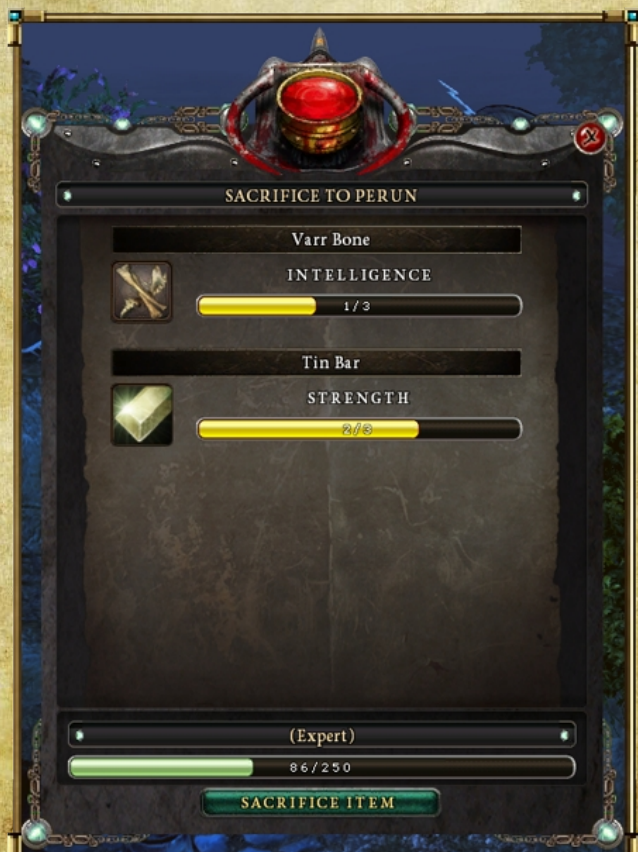 SACRIFICE TO PERUN
Varr Bone
INTELLIGENCE
1/3
Tin Bar
STRENGTH
2/3
(Expert)
86/250
SACRIFICE ITEM